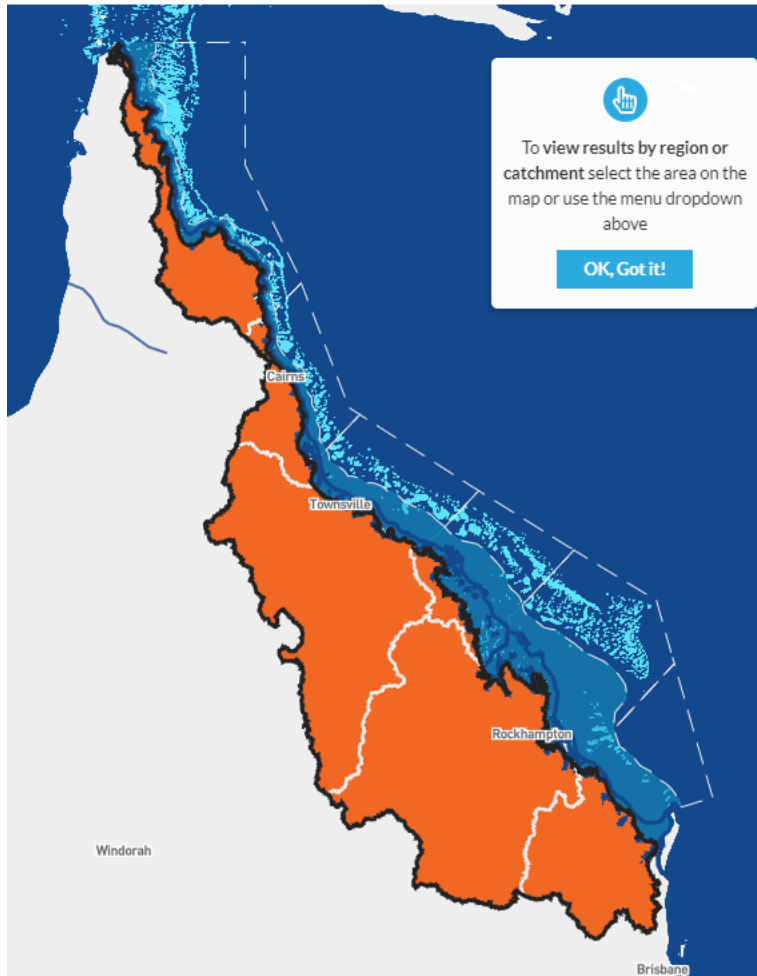 To view results by region or
catchment select the area on the
map or use the menu dropdown
above
OK, Got it!
Cairns
Townsville
Rockhampton
Windorah
Brisbane